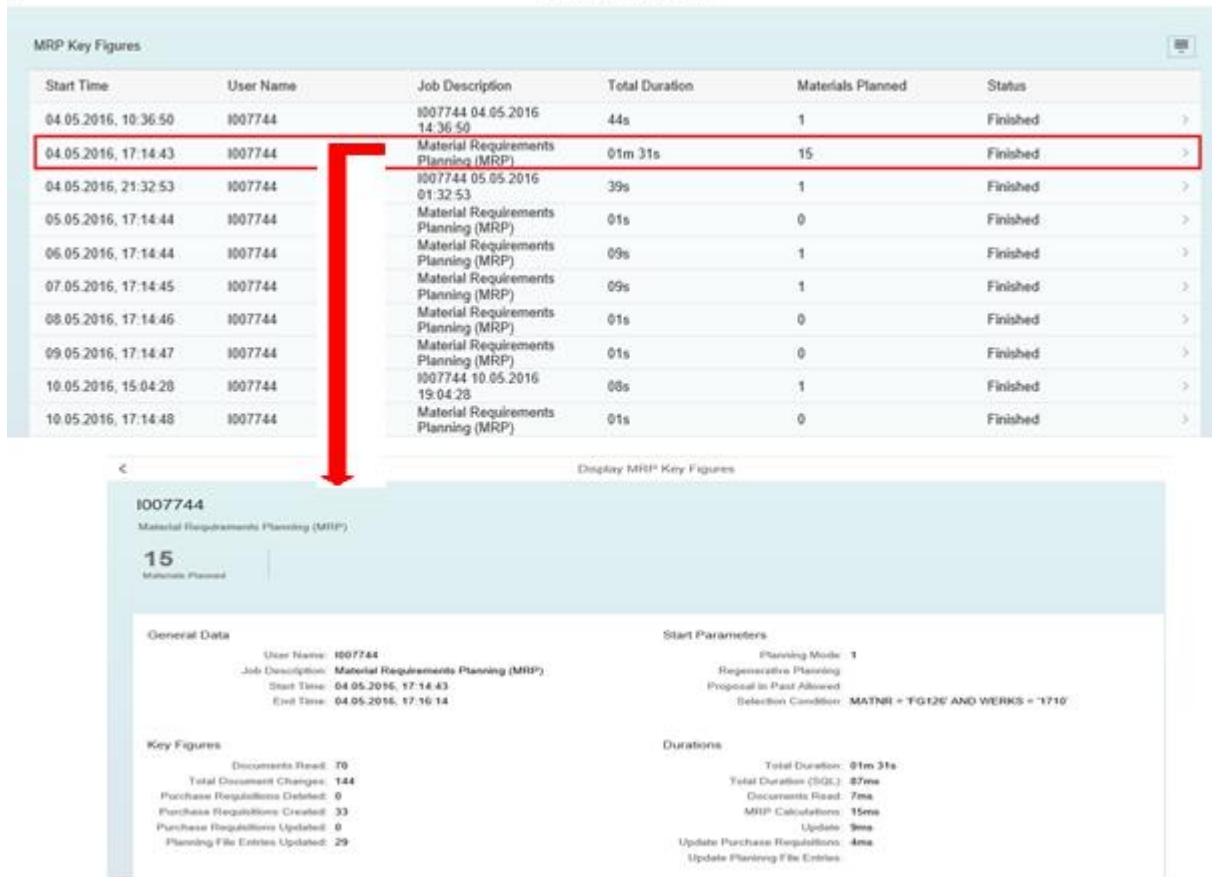 MRP Key Figures
Start Time User Name Job Description Total Duration Materials Planned Status
04.05.2016, 10:36:50 I007744 I007744 04.05.2016 14:36:50 44s 1 Finished
04.05.2016, 17:14:43 I007744 Material Requirements Planning (MRP) 01m 31s 15 Finished
04.05.2016, 21:32:53 I007744 I007744 05.05.2016 01:32:53 39s 1 Finished
05.05.2016, 17:14:44 I007744 Material Requirements Planning (MRP) 01s 0 Finished
06.05.2016, 17:14:44 I007744 Material Requirements Planning (MRP) 09s 1 Finished
07.05.2016, 17:14:45 I007744 Material Requirements Planning (MRP) 09s 1 Finished
08.05.2016, 17:14:46 I007744 Material Requirements Planning (MRP) 01s 0 Finished
09.05.2016, 17:14:47 I007744 Material Requirements Planning (MRP) 01s 0 Finished
10.05.2016, 15:04:28 I007744 I007744 10.05.2016 19:04:28 08s 1 Finished
10.05.2016, 17:14:48 I007744 Material Requirements Planning (MRP) 01s 0 Finished
Display MRP Key Figures
I007744
Material Requirements Planning (MRP)
15
Materials Planned
General Data
User Name: I007744
Job Description: Material Requirements Planning (MRP)
Start Time: 04.05.2016, 17:14:43
End Time: 04.05.2016, 17:16:14
Start Parameters
Planning Mode: 1
Regenerative Planning
Proposal in Past Allowed
Selection Condition: MATNR = 'FG126' AND WERKS = '1710'
Key Figures
Documents Read: 70
Total Document Changes: 144
Purchase Requisitions Deleted: 0
Purchase Requisitions Created: 33
Purchase Requisitions Updated: 0
Planning File Entries Updated: 29
Durations
Total Duration: 01m 31s
Total Duration (SQL): 87ms
Documents Read: 7ms
MRP Calculations: 15ms
Update: 9ms
Update Purchase Requisitions: 4ms
Update Planinng File Entries: